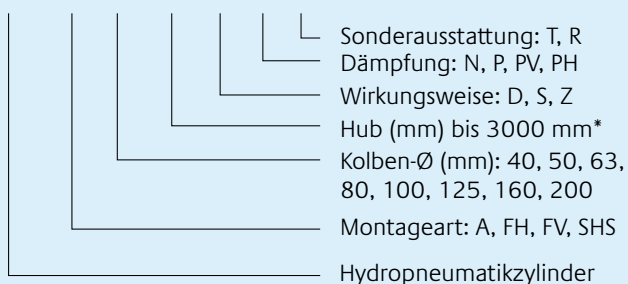 Sonderausstattung: T, R
Dämpfung: N, P, PV, PH
Wirkungsweise: D, S, Z
Hub (mm) bis 3000 mm*
Kolben-Ø (mm): 40, 50, 63,
80, 100, 125, 160, 200
Montageart: A, FH, FV, SHS
Hydropneumatikzylinder